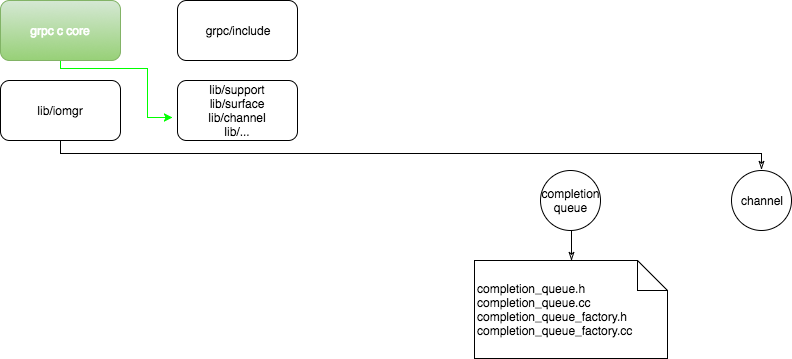 grpc c core
grpc/include
lib/iomgr
lib/support
lib/surface
lib/channel
lib/...
completion
queue
channel
completion_queue.h
completion_queue.cc
completion_queue_factory.h
completion_queue_factory.cc